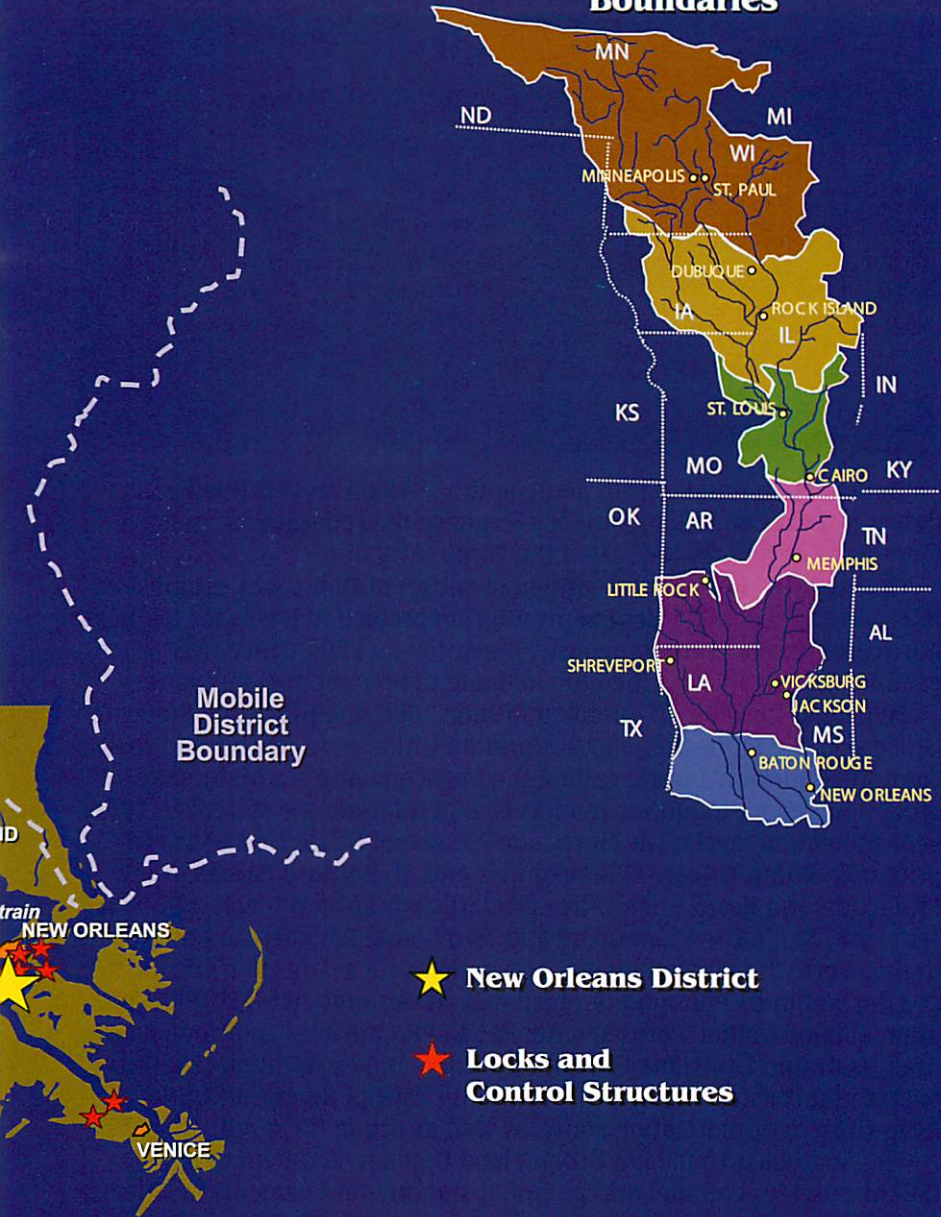 Boundaries
MN
ND
MI
WI
MINNEAPOLIS
ST. PAUL
DUBUQUE
IA
ROCK ISLAND
IL
IN
KS
ST. LOUIS
MO
CAIRO
KY
OK
AR
TN
MEMPHIS
LITTLE ROCK
AL
SHREVEPORT
LA
VICKSBURG
JACKSON
TX
MS
BATON ROUGE
NEW ORLEANS
Mobile
District
Boundary
ND
train
NEW ORLEANS
VENICE
New Orleans District
Locks and
Control Structures